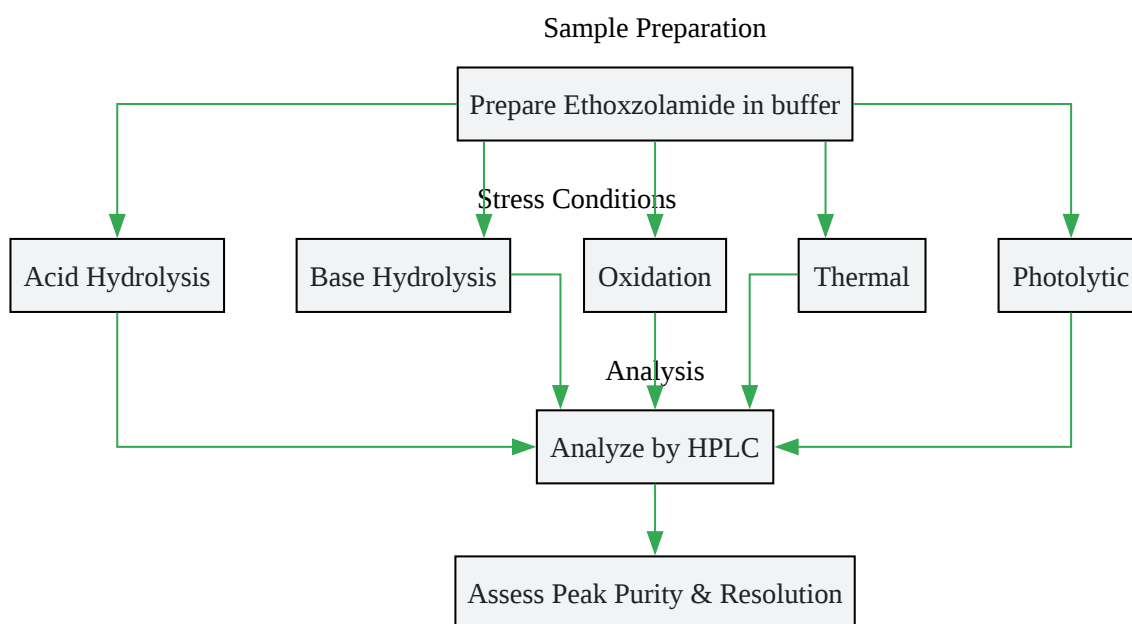 Sample Preparation
Prepare Ethoxzolamide in buffer
Stress Conditions
Acid Hydrolysis
Base Hydrolysis
Oxidation
Thermal
Photolytic
Analysis
Analyze by HPLC
Assess Peak Purity & Resolution